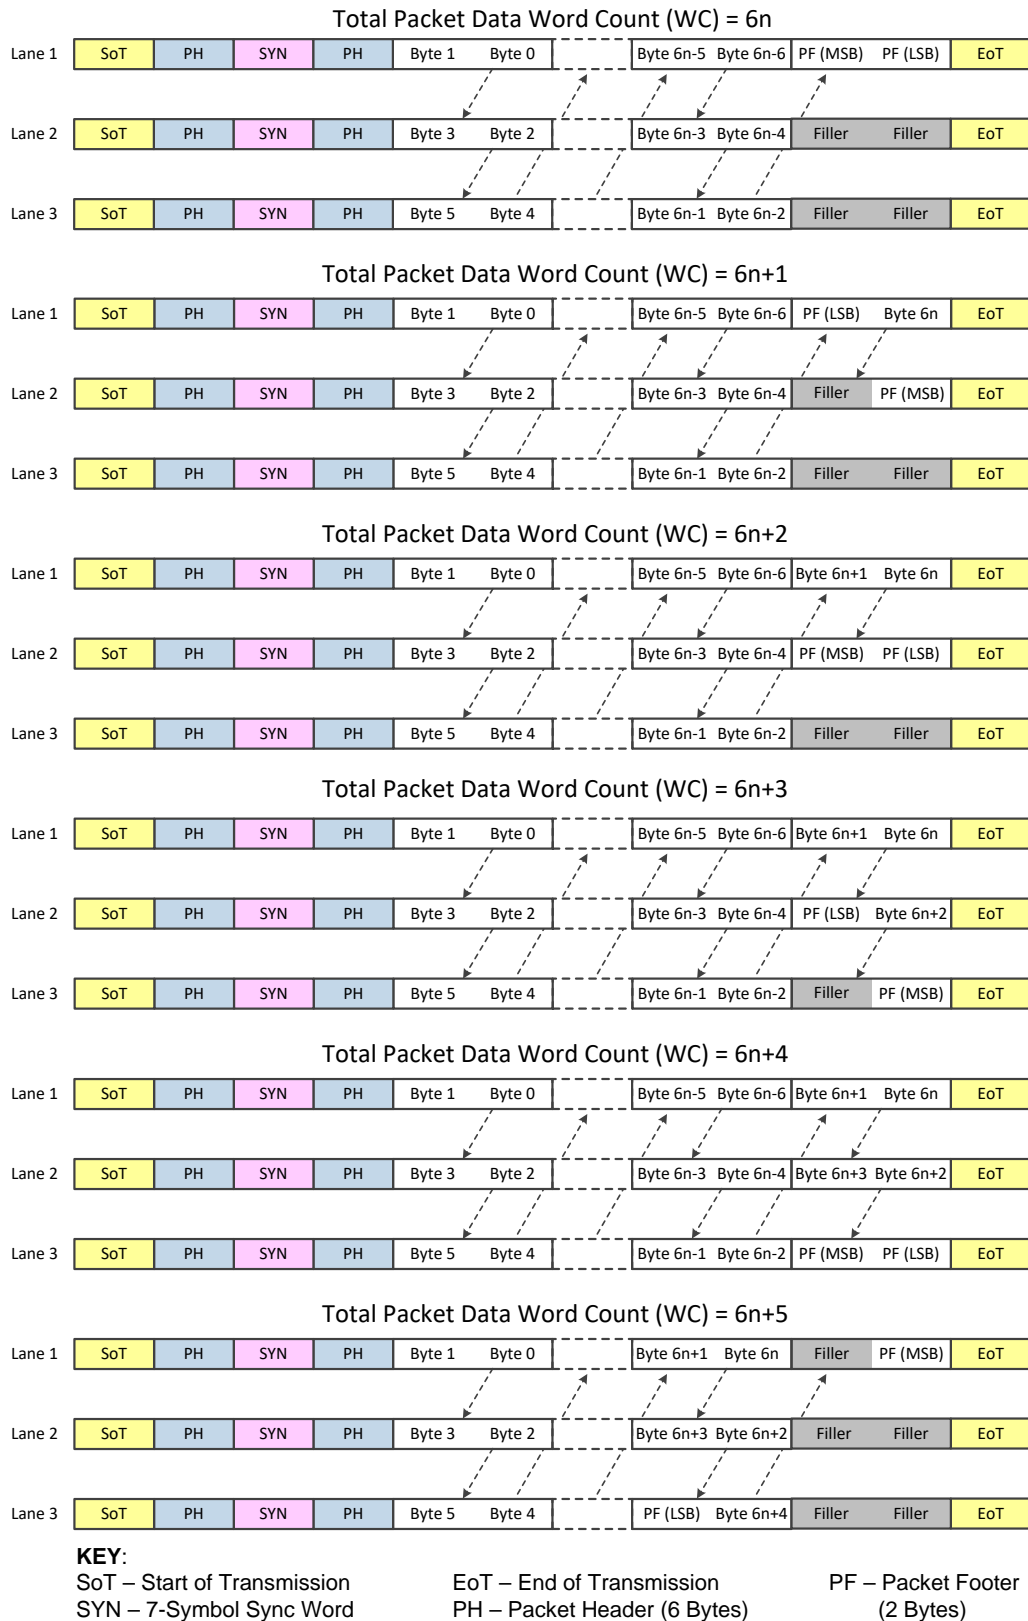 Total Packet Data Word Count (WC) = 6n
Lane 1 SoT PH SYN PH Byte 1 Byte 0 Byte 6n-5 Byte 6n-6 PF (MSB) PF (LSB) EoT
Lane 2 SoT PH SYN PH Byte 3 Byte 2 Byte 6n-3 Byte 6n-4 Filler Filler EoT
Lane 3 SoT PH SYN PH Byte 5 Byte 4 Byte 6n-1 Byte 6n-2 Filler Filler EoT
Total Packet Data Word Count (WC) = 6n+1
Lane 1 SoT PH SYN PH Byte 1 Byte 0 Byte 6n-5 Byte 6n-6 PF (LSB) Byte 6n EoT
Lane 2 SoT PH SYN PH Byte 3 Byte 2 Byte 6n-3 Byte 6n-4 Filler PF (MSB) EoT
Lane 3 SoT PH SYN PH Byte 5 Byte 4 Byte 6n-1 Byte 6n-2 Filler Filler EoT
Total Packet Data Word Count (WC) = 6n+2
Lane 1 SoT PH SYN PH Byte 1 Byte 0 Byte 6n-5 Byte 6n-6 Byte 6n+1 Byte 6n EoT
Lane 2 SoT PH SYN PH Byte 3 Byte 2 Byte 6n-3 Byte 6n-4 PF (MSB) PF (LSB) EoT
Lane 3 SoT PH SYN PH Byte 5 Byte 4 Byte 6n-1 Byte 6n-2 Filler Filler EoT
Total Packet Data Word Count (WC) = 6n+3
Lane 1 SoT PH SYN PH Byte 1 Byte 0 Byte 6n-5 Byte 6n-6 Byte 6n+1 Byte 6n EoT
Lane 2 SoT PH SYN PH Byte 3 Byte 2 Byte 6n-3 Byte 6n-4 PF (LSB) Byte 6n+2 EoT
Lane 3 SoT PH SYN PH Byte 5 Byte 4 Byte 6n-1 Byte 6n-2 Filler PF (MSB) EoT
Total Packet Data Word Count (WC) = 6n+4
Lane 1 SoT PH SYN PH Byte 1 Byte 0 Byte 6n-5 Byte 6n-6 Byte 6n+1 Byte 6n EoT
Lane 2 SoT PH SYN PH Byte 3 Byte 2 Byte 6n-3 Byte 6n-4 Byte 6n+3 Byte 6n+2 EoT
Lane 3 SoT PH SYN PH Byte 5 Byte 4 Byte 6n-1 Byte 6n-2 PF (MSB) PF (LSB) EoT
Total Packet Data Word Count (WC) = 6n+5
Lane 1 SoT PH SYN PH Byte 1 Byte 0 Byte 6n+1 Byte 6n Filler PF (MSB) EoT
Lane 2 SoT PH SYN PH Byte 3 Byte 2 Byte 6n+3 Byte 6n+2 Filler Filler EoT
Lane 3 SoT PH SYN PH Byte 5 Byte 4 PF (LSB) Byte 6n+4 Filler Filler EoT
KEY:
SoT – Start of Transmission EoT – End of Transmission PF – Packet Footer
SYN – 7-Symbol Sync Word PH – Packet Header (6 Bytes) (2 Bytes)